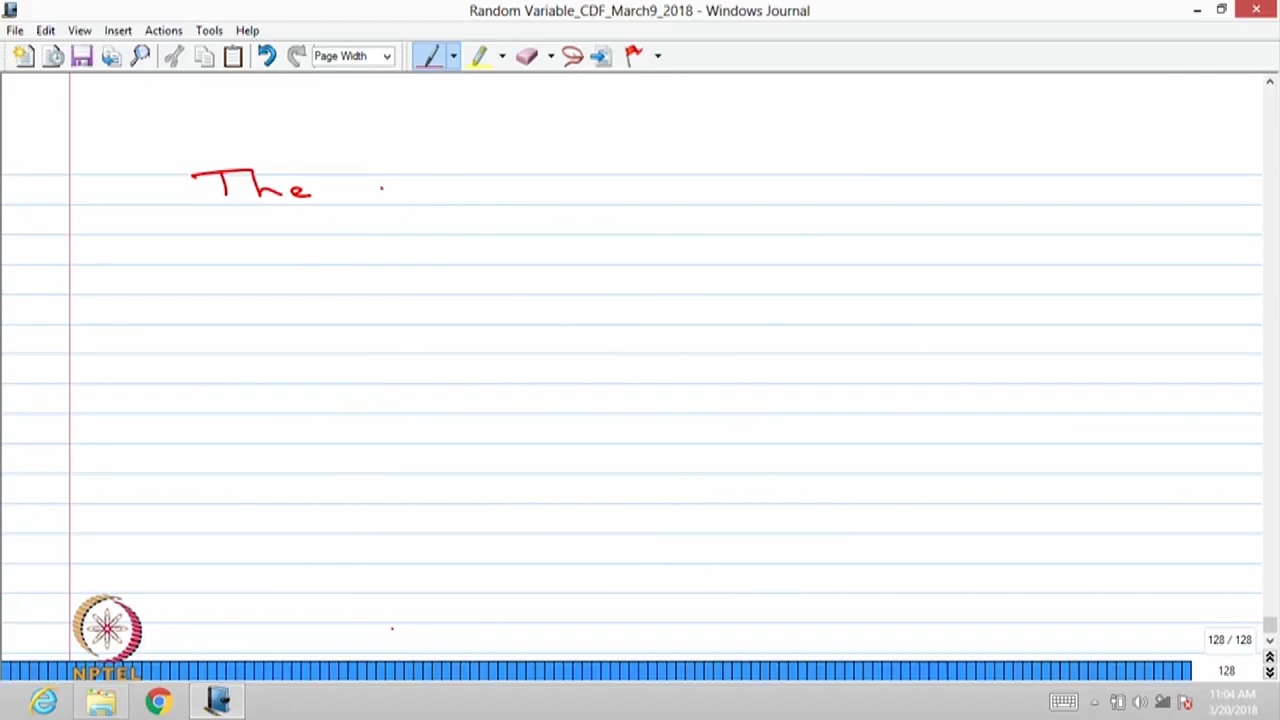 Random Variable_CDF_March9_2018 - Windows Journal
File Edit View Insert Actions Tools Help
Page Width
The
128 / 128
128
NPTEL
11:04 AM
3/20/2018